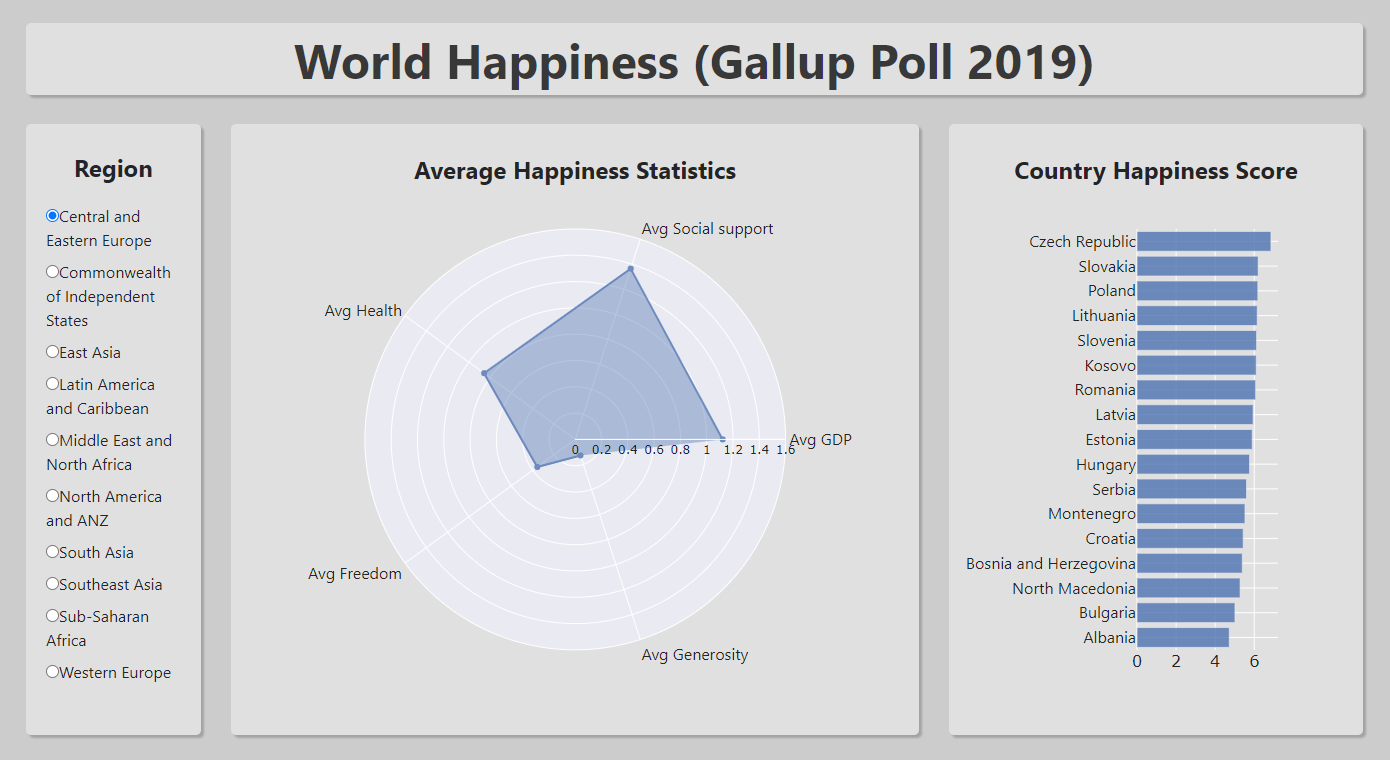 World Happiness (Gallup Poll 2019)
Region
Central and
Eastern Europe
Commonwealth
of Independent
States
East Asia
Latin America
and Caribbean
Middle East and
North Africa
North America
and ANZ
South Asia
Southeast Asia
Sub-Saharan
Africa
Western Europe
Average Happiness Statistics
Avg Social support
Avg Health
Avg GDP
0 0.2 0.4 0.6 0.8 1 1.2 1.4 1.6
Avg Freedom
Avg Generosity
Country Happiness Score
Czech Republic
Slovakia
Poland
Lithuania
Slovenia
Kosovo
Romania
Latvia
Estonia
Hungary
Serbia
Montenegro
Croatia
Bosnia and Herzegovina
North Macedonia
Bulgaria
Albania
0 2 4 6